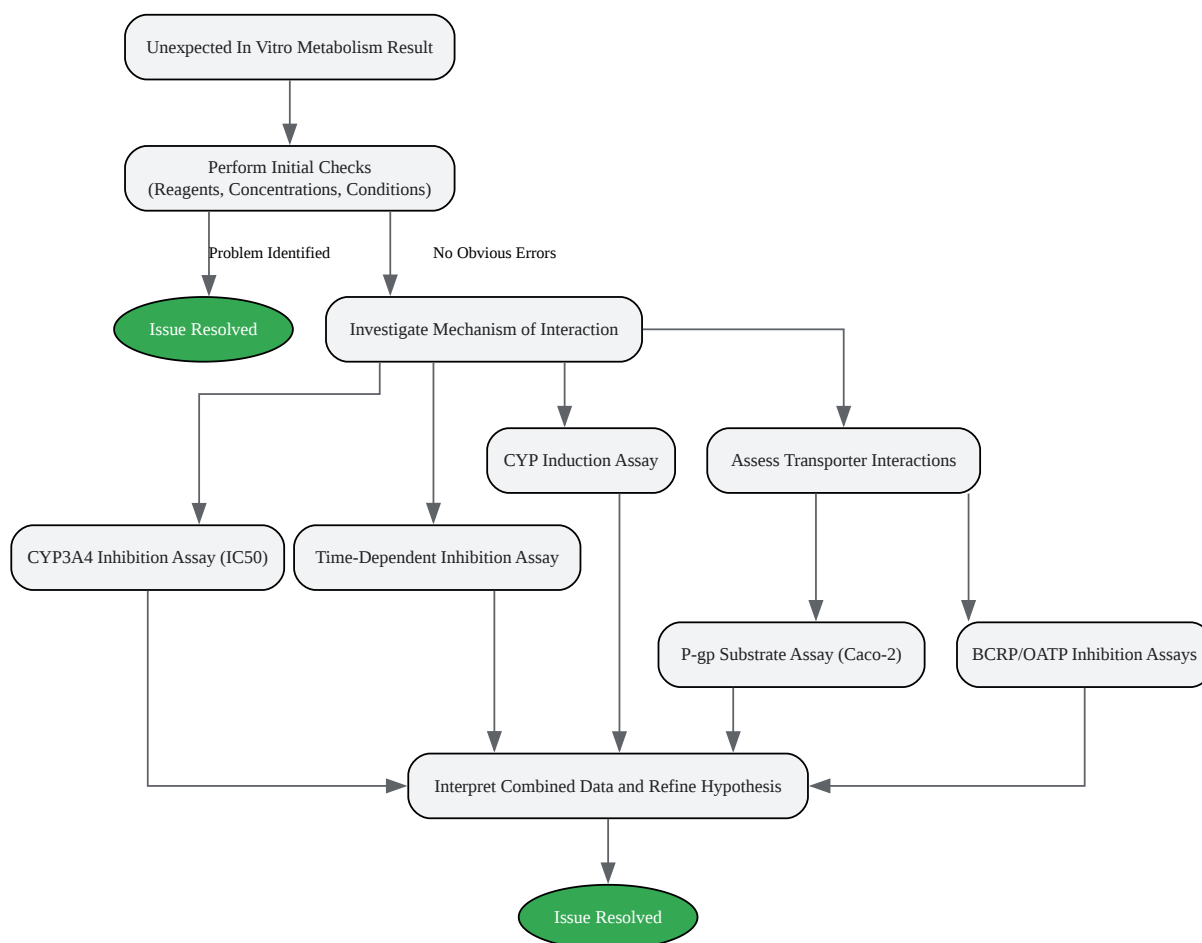 Unexpected In Vitro Metabolism Result
Perform Initial Checks
(Reagents, Concentrations, Conditions)
Problem Identified
No Obvious Errors
Issue Resolved
Investigate Mechanism of Interaction
CYP Induction Assay
Assess Transporter Interactions
CYP3A4 Inhibition Assay (IC50)
Time-Dependent Inhibition Assay
P-gp Substrate Assay (Caco-2)
BCRP/OATP Inhibition Assays
Interpret Combined Data and Refine Hypothesis
Issue Resolved